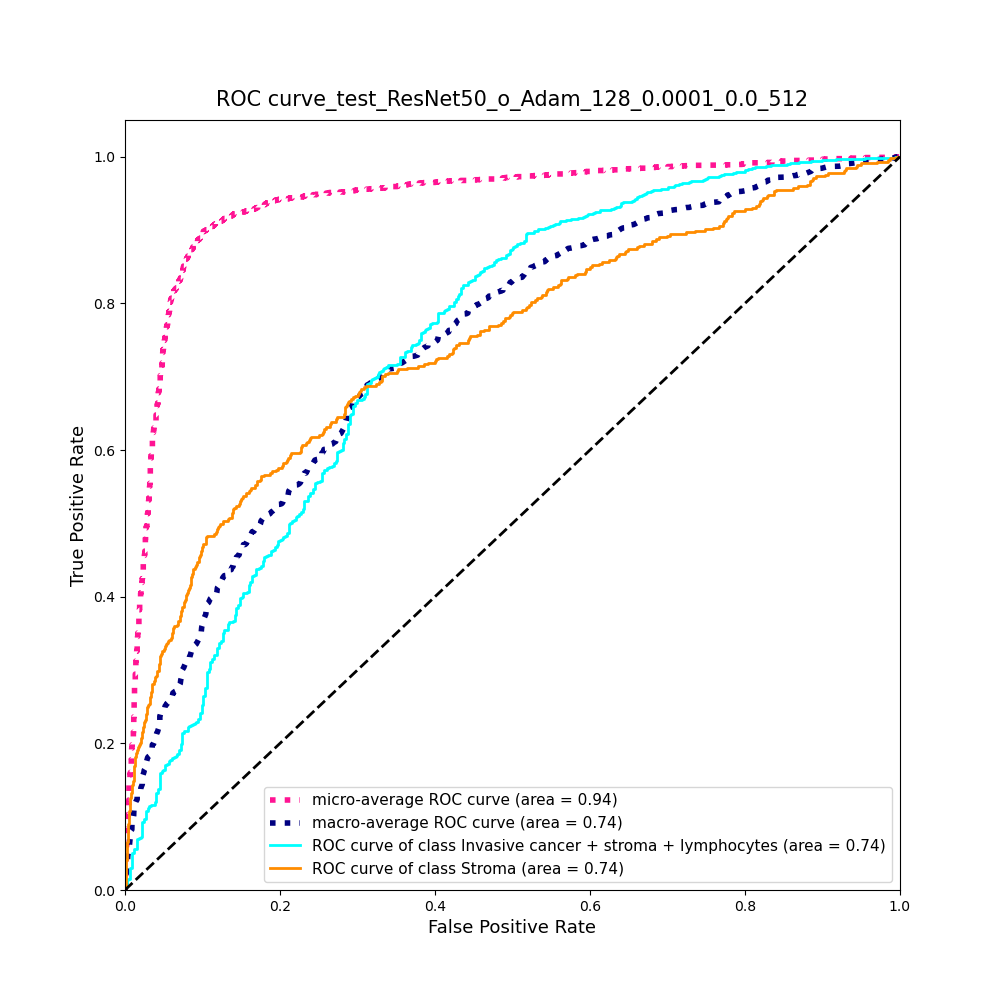 ROC curve_test_ResNet50_o_Adam_128_0.0001_0.0_512
True Positive Rate
1.0
0.8
0.6
0.4
0.2
0.0
micro-average ROC curve (area = 0.94)
macro-average ROC curve (area = 0.74)
ROC curve of class Invasive cancer + stroma + lymphocytes (area = 0.74)
ROC curve of class Stroma (area = 0.74)
0.0 0.2 0.4 0.6 0.8 1.0
False Positive Rate